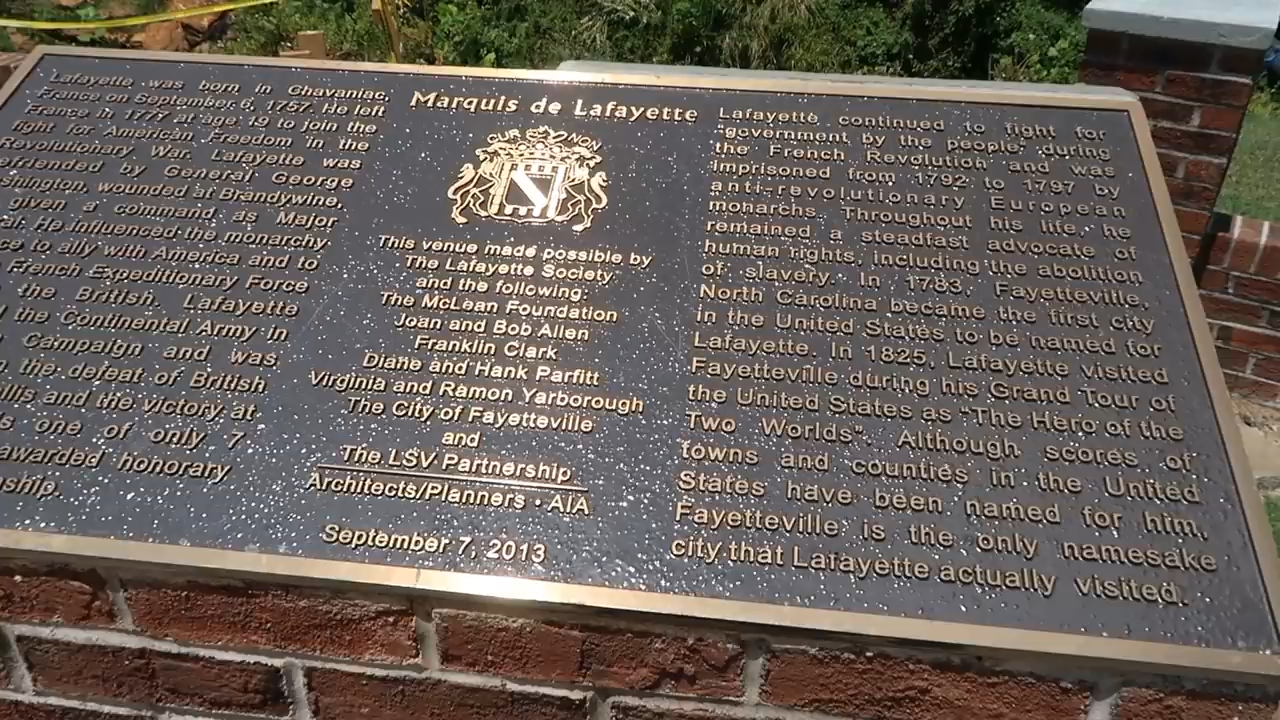 Lafayette was born in Chavaniac,
France on September 6, 1757. He left
France in 1777 at age 19 to join the
fight for American Freedom in the
Revolutionary War. Lafayette was
efriended by General George
shington, wounded at Brandywine,
given a command as Major
He influenced the monarchy
ce to ally with America and to
French Expeditionary Force
the British. Lafayette
the Continental Army in
Campaign and was
the defeat of British
llis and the victory at
s one of only 7
awarded honorary
ship.
Marquis de Lafayette
CUR NON
This venue made possible by
The Lafayette Society
and the following:
The McLean Foundation
Joan and Bob Allen
Franklin Clark
Diane and Hank Parfitt
Virginia and Ramon Yarborough
The City of Fayetteville
and
The LSV Partnership
Architects/Planners · AIA
September 7, 2013
Lafayette continued to fight for
"government by the people" during
the French Revolution and was
imprisoned from 1792 to 1797 by
anti-revolutionary European
monarchs. Throughout his life, he
remained a steadfast advocate of
human rights, including the abolition
of slavery. In 1783, Fayetteville,
North Carolina became the first city
in the United States to be named for
Lafayette. In 1825, Lafayette visited
Fayetteville during his Grand Tour of
the United States as "The Hero of the
Two Worlds". Although scores of
towns and counties in the United
States have been named for him,
Fayetteville is the only namesake
city that Lafayette actually visited.